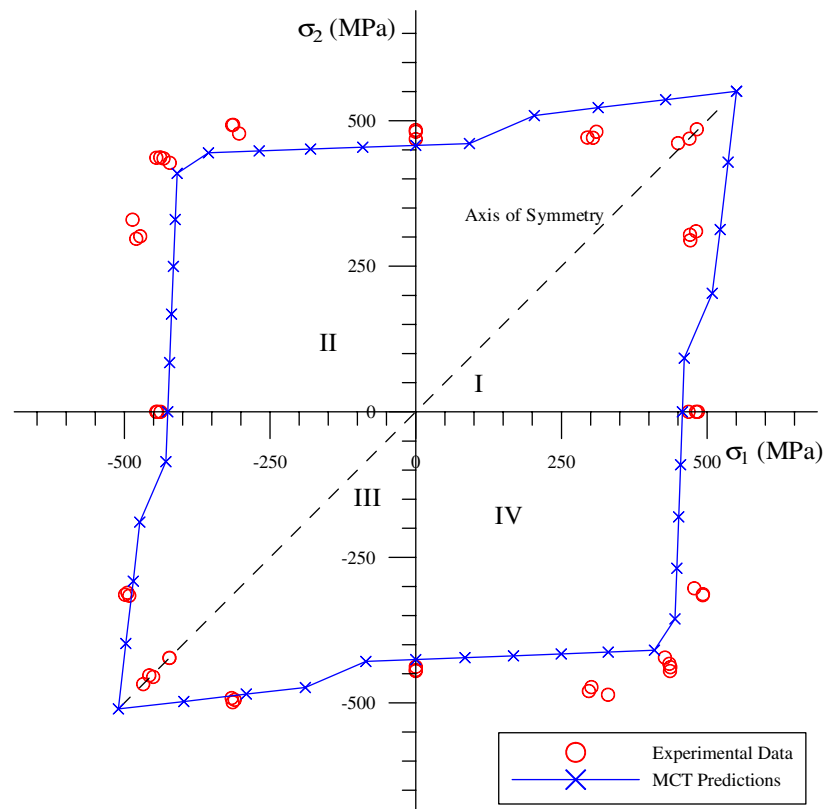 σ2 (MPa)
500
Axis of Symmetry
250
II
I
0
-500
-250
0
250
500
σ1 (MPa)
III
IV
-250
-500
Experimental Data
MCT Predictions